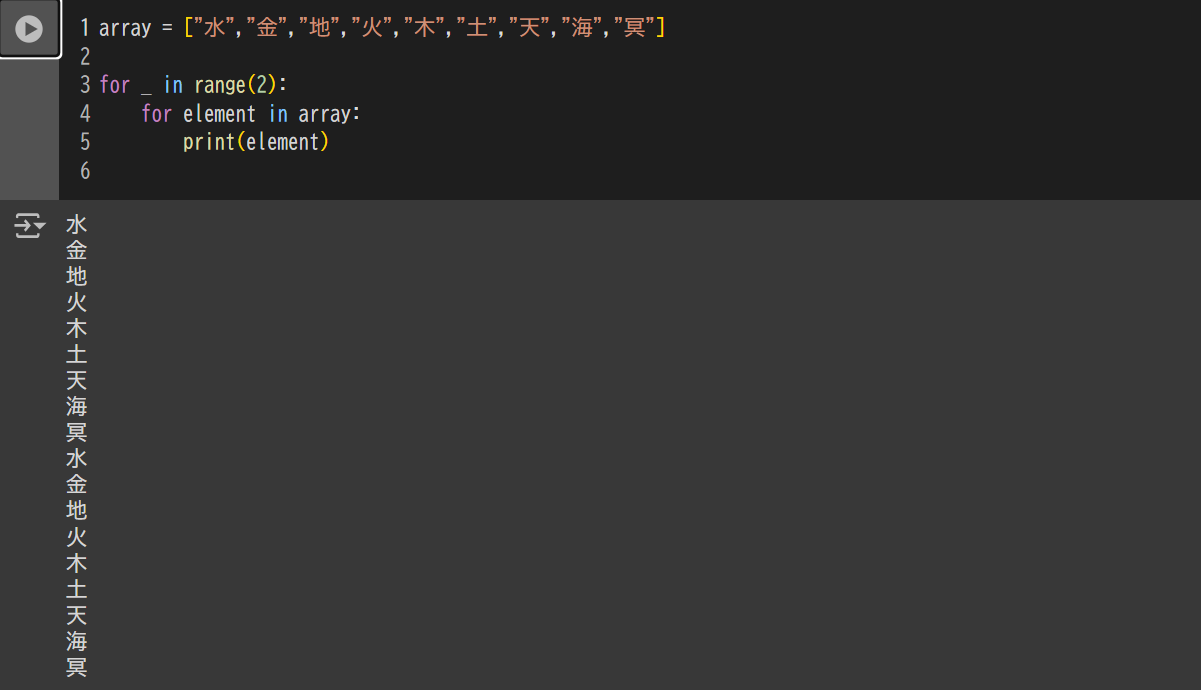 1 array = ["水","金","地","火","木","土","天","海","冥"]
2
3 for _ in range(2):
4     for element in array:
5         print(element)
6
水
金
地
火
木
土
天
海
冥
水
金
地
火
木
土
天
海
冥